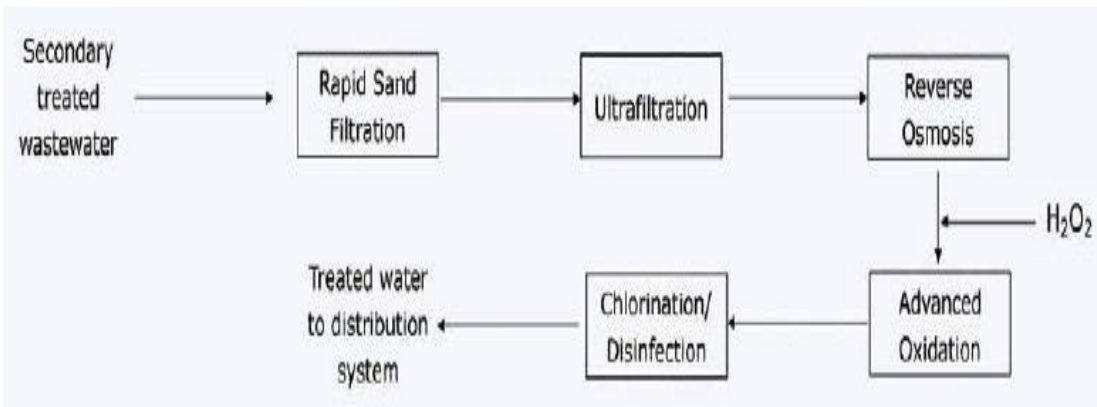 Secondary
treated
wastewater
Rapid Sand
Filtration
Ultrafiltration
Reverse
Osmosis
H₂O₂
Advanced
Oxidation
Chlorination/
Disinfection
Treated water
to distribution
system